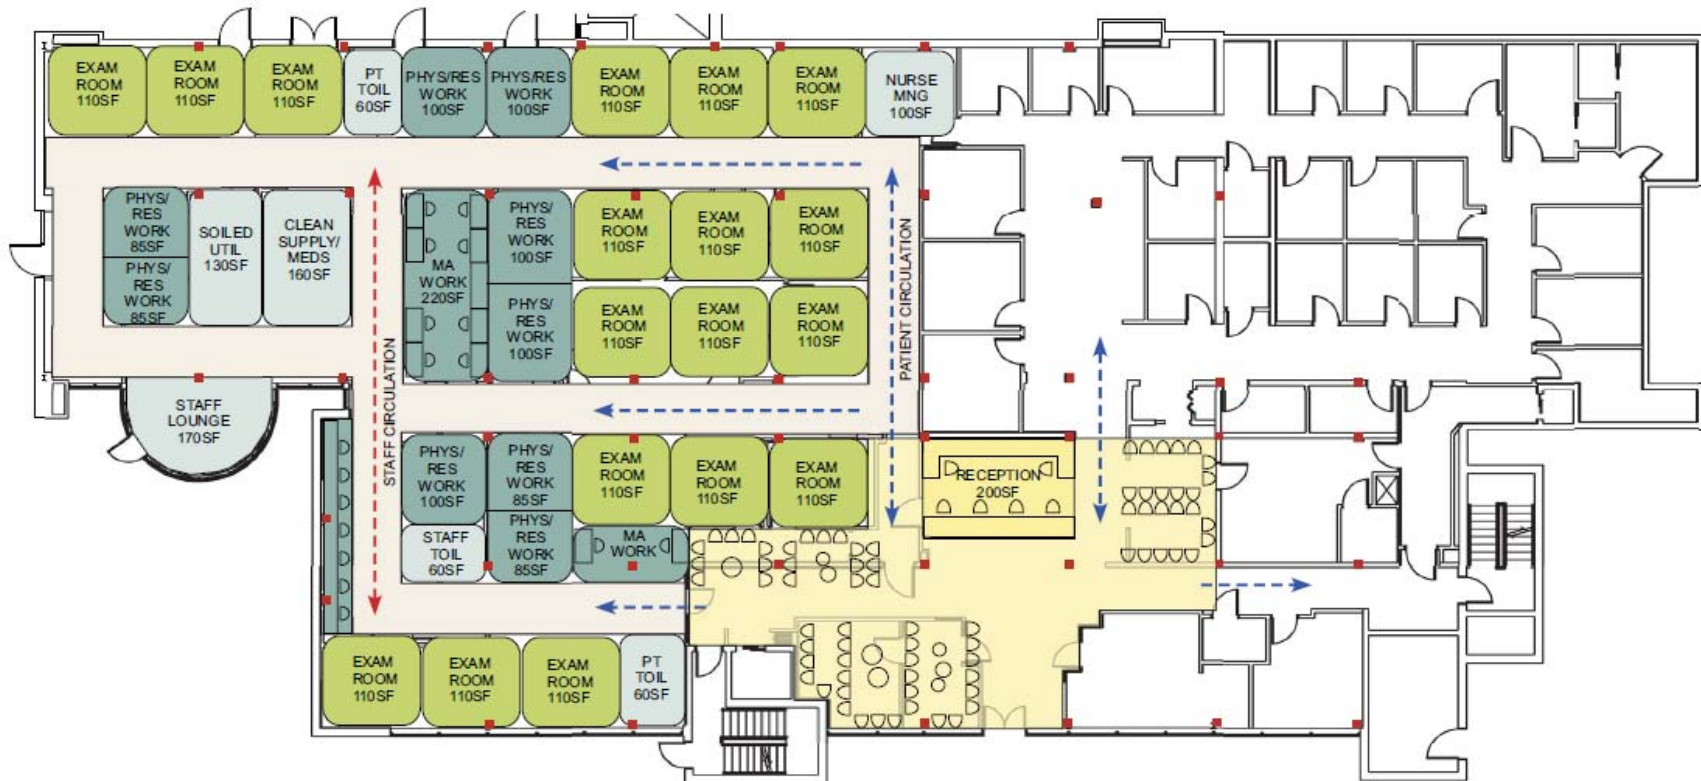 EXAM
ROOM
110SF
EXAM
ROOM
110SF
EXAM
ROOM
110SF
PT
TOIL
60SF
PHYS/RES
WORK
100SF
PHYS/RES
WORK
100SF
EXAM
ROOM
110SF
EXAM
ROOM
110SF
EXAM
ROOM
110SF
NURSE
MNG
100SF
PHYS/
RES
WORK
85SF
PHYS/
RES
WORK
85SF
SOILED
UTIL
130SF
CLEAN
SUPPLY/
MEDS
160SF
MA
WORK
220SF
PHYS/
RES
WORK
100SF
PHYS/
RES
WORK
100SF
EXAM
ROOM
110SF
EXAM
ROOM
110SF
EXAM
ROOM
110SF
EXAM
ROOM
110SF
EXAM
ROOM
110SF
EXAM
ROOM
110SF
PATIENT CIRCULATION
STAFF CIRCULATION
STAFF
LOUNGE
170SF
PHYS/
RES
WORK
100SF
PHYS/
RES
WORK
85SF
PHYS/
RES
WORK
85SF
EXAM
ROOM
110SF
EXAM
ROOM
110SF
EXAM
ROOM
110SF
RECEPTION
200SF
STAFF
TOIL
60SF
MA
WORK
EXAM
ROOM
110SF
EXAM
ROOM
110SF
EXAM
ROOM
110SF
PT
TOIL
60SF